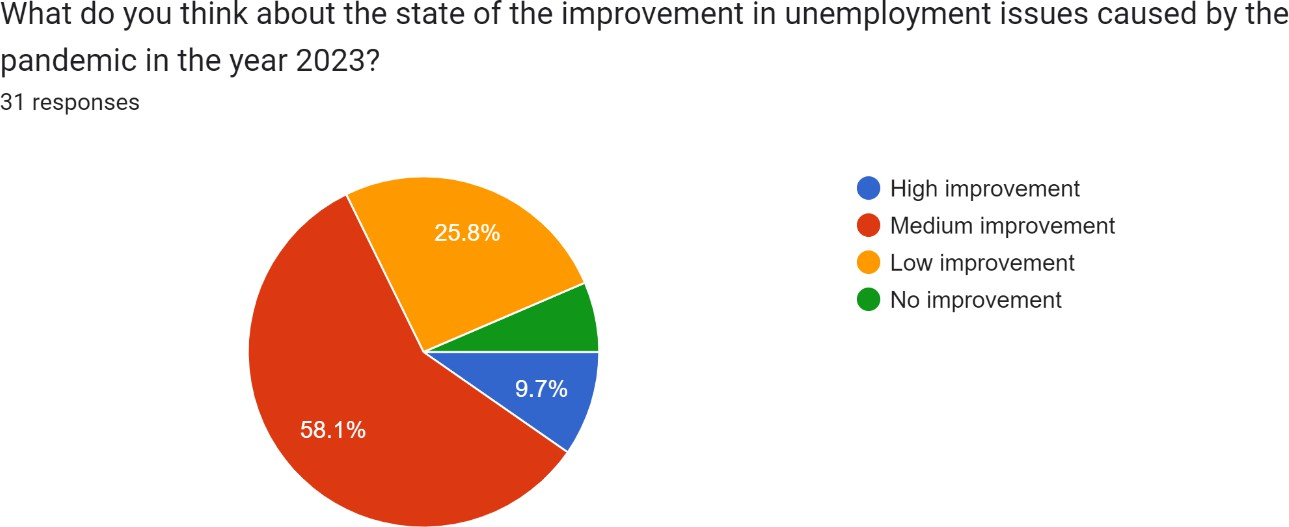 What do you think about the state of the improvement in unemployment issues caused by the
pandemic in the year 2023?
31 responses
25.8%
9.7%
58.1%
High improvement
Medium improvement
Low improvement
No improvement